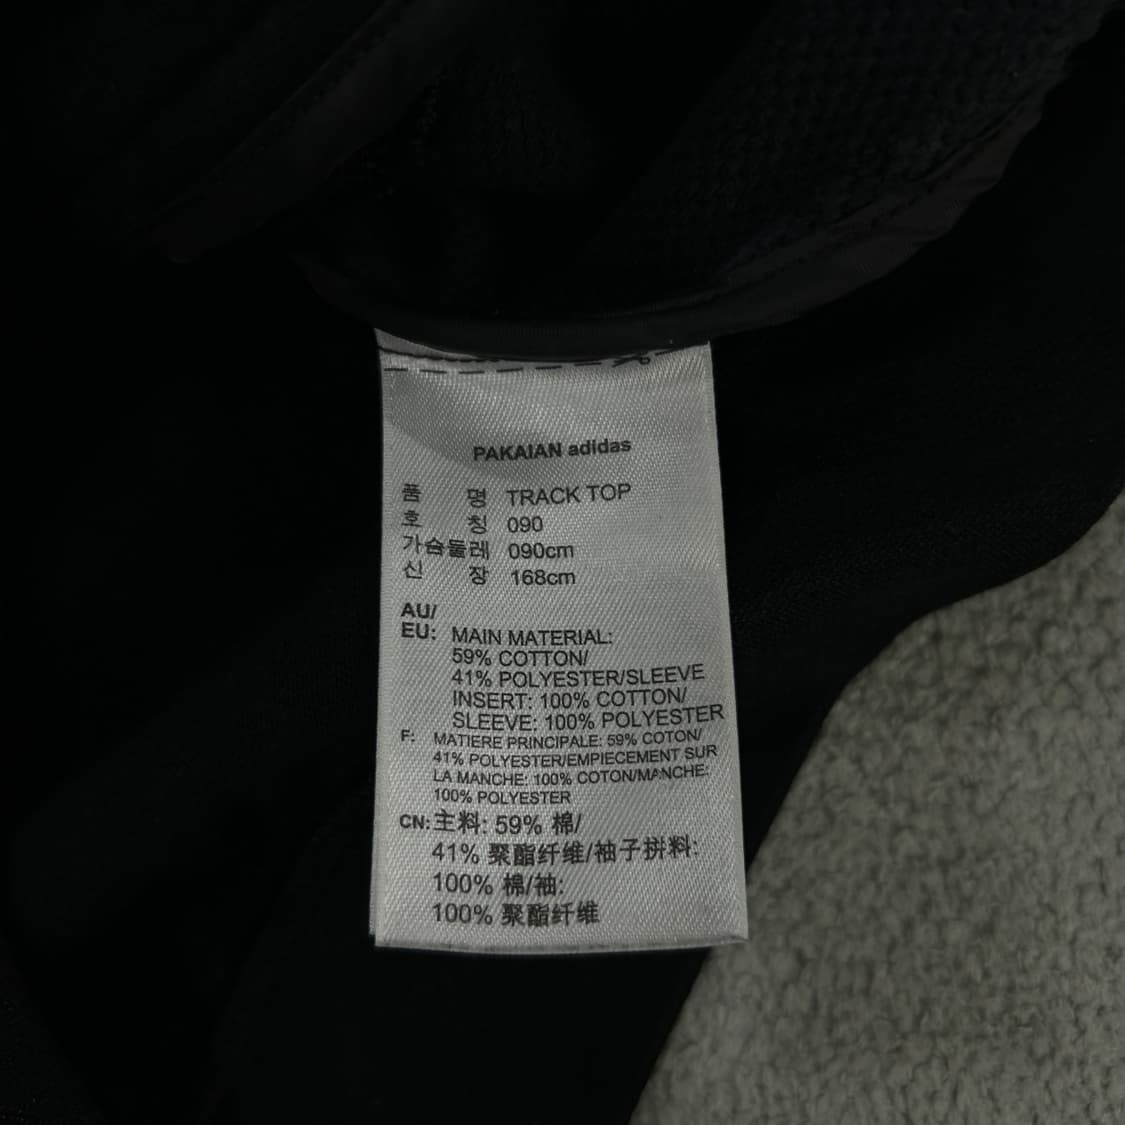 PAKAIAN adidas
품 명 TRACK TOP
호 칭 090
가슴둘레 090cm
신 장 168cm
AU/
EU: MAIN MATERIAL:
59% COTTON/
41% POLYESTER/SLEEVE
INSERT: 100% COTTON/
SLEEVE: 100% POLYESTER
F: MATIERE PRINCIPALE: 59% COTON/
41% POLYESTER/EMPIECEMENT SUR
LA MANCHE: 100% COTON/MANCHE:
100% POLYESTER
CN: 主料: 59% 棉/
41% 聚酯纤维/袖子拼料:
100% 棉/袖:
100% 聚酯纤维